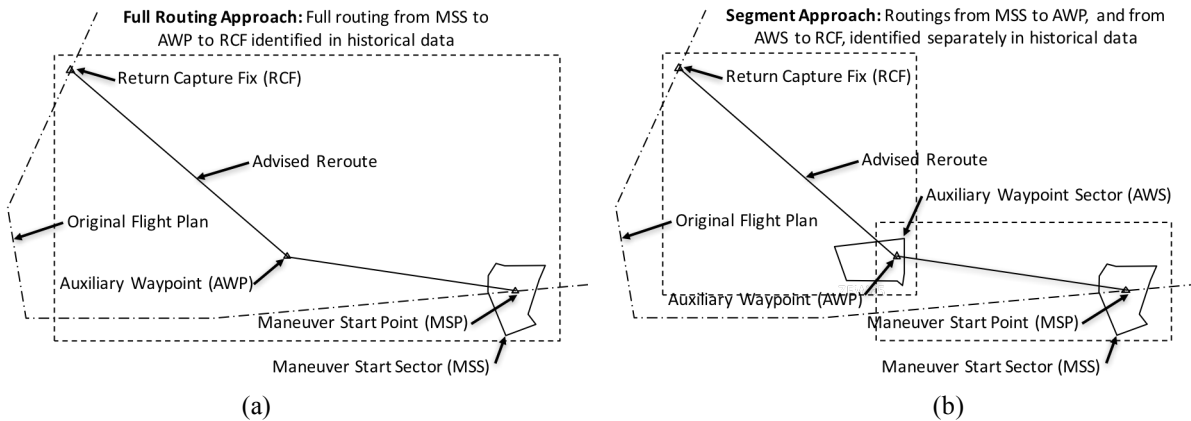 Full Routing Approach: Full routing from MSS to
AWP to RCF identified in historical data
Return Capture Fix (RCF)
Advised Reroute
Original Flight Plan
Auxiliary Waypoint (AWP)
Maneuver Start Point (MSP)
Maneuver Start Sector (MSS)
(a)
Segment Approach: Routings from MSS to AWP, and from
AWS to RCF, identified separately in historical data
Return Capture Fix (RCF)
Advised Reroute
Auxiliary Waypoint Sector (AWS)
Original Flight Plan
Auxiliary Waypoint (AWP)
Maneuver Start Point (MSP)
Maneuver Start Sector (MSS)
(b)